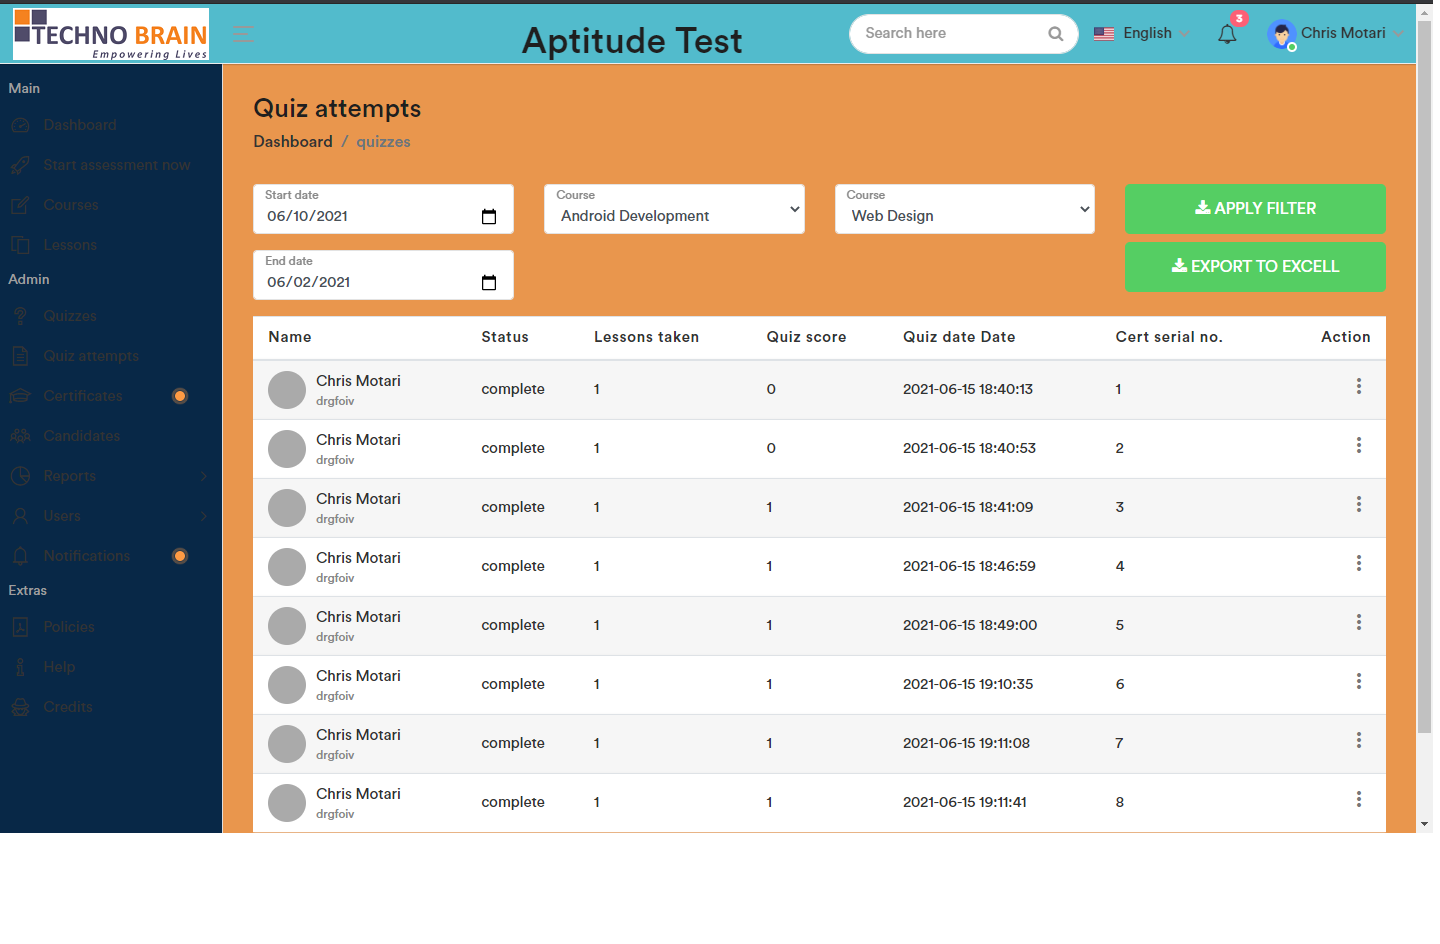 TECHNO BRAIN
Empowering Lives
Aptitude Test
Search here
English
3
Chris Motari
Main
Dashboard
Start assessment now
Courses
Lessons
Admin
Quizzes
Quiz attempts
Certificates
Candidates
Reports
Users
Notifications
Extras
Policies
Help
Credits
Quiz attempts
Dashboard / quizzes
Start date
06/10/2021
Course
Android Development
Course
Web Design
APPLY FILTER
End date
06/02/2021
EXPORT TO EXCELL
Name Status Lessons taken Quiz score Quiz date Date Cert serial no. Action
Chris Motari
drgfoiv
complete 1 0 2021-06-15 18:40:13 1
Chris Motari
drgfoiv
complete 1 0 2021-06-15 18:40:53 2
Chris Motari
drgfoiv
complete 1 1 2021-06-15 18:41:09 3
Chris Motari
drgfoiv
complete 1 1 2021-06-15 18:46:59 4
Chris Motari
drgfoiv
complete 1 1 2021-06-15 18:49:00 5
Chris Motari
drgfoiv
complete 1 1 2021-06-15 19:10:35 6
Chris Motari
drgfoiv
complete 1 1 2021-06-15 19:11:08 7
Chris Motari
drgfoiv
complete 1 1 2021-06-15 19:11:41 8